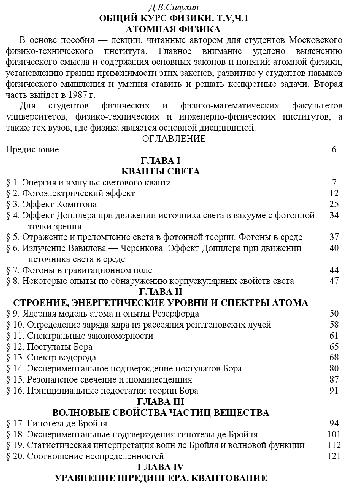 Д.В.Сивухин
ОБЩИЙ КУРС ФИЗИКИ. Т.V,Ч.1
АТОМНАЯ ФИЗИКА
В основе пособия — лекции, читанные автором для студентов Московского
физико-технического института. Главное внимание уделено выяснению
физического смысла и содержания основных законов и понятий атомной физики,
установлению границ применимости этих законов, развитию у студентов навыков
физического мышления и умения ставить и решать конкретные задачи. Вторая
часть выйдет в 1987 г.
Для студентов физических и физико-математических факультетов
университетов, физико-технических и инженерно-физических институтов, а
также тех вузов, где физика является основной дисциплиной.
ОГЛАВЛЕНИЕ
Предисловие 6
ГЛАВА I
КВАНТЫ СВЕТА
§ 1. Энергия и импульс светового кванта 7
§ 2. Фотоэлектрический эффект 12
§ 3. Эффект Комптона 25
§ 4. Эффект Допплера при движении источника света в вакууме с фотонной 34
точки зрения
§ 5. Отражение и преломление света в фотонной теории. Фотоны в среде 37
§ 6. Излучение Вавилова — Черенкова. Эффект Допплера при движении 40
источника света в среде
§ 7. Фотоны в гравитационном поле 44
§ 8. Некоторые опыты по обнаружению корпускулярных свойств света 47
ГЛАВА II
СТРОЕНИЕ, ЭНЕРГЕТИЧЕСКИЕ УРОВНИ И СПЕКТРЫ АТОМА
§ 9. Ядерная модель атома и опыты Резерфорда 50
§ 10. Определение заряда ядра из рассеяния рентгеновских лучей 58
§ 11. Спектральные закономерности 61
§ 12. Постулаты Бора 65
§ 13. Спектр водорода 68
§ 14. Экспериментальное подтверждение постулатов Бора 80
§ 15. Резонансное свечение и люминесценция 87
§ 16. Принципиальные недостатки теории Бора 91
ГЛАВА III
ВОЛНОВЫЕ СВОЙСТВА ЧАСТИЦ ВЕЩЕСТВА
§ 17. Гипотеза де Бройля 94
§ 18. Экспериментальные подтверждения гипотезы де Бройля 101
§ 19. Статистическая интерпретация волн де Бройля и волновой функции 112
§ 20. Соотношение неопределенностей 121
ГЛАВА IV
УРАВНЕНИЕ ШРЕДИНГЕРА. КВАНТОВАНИЕ